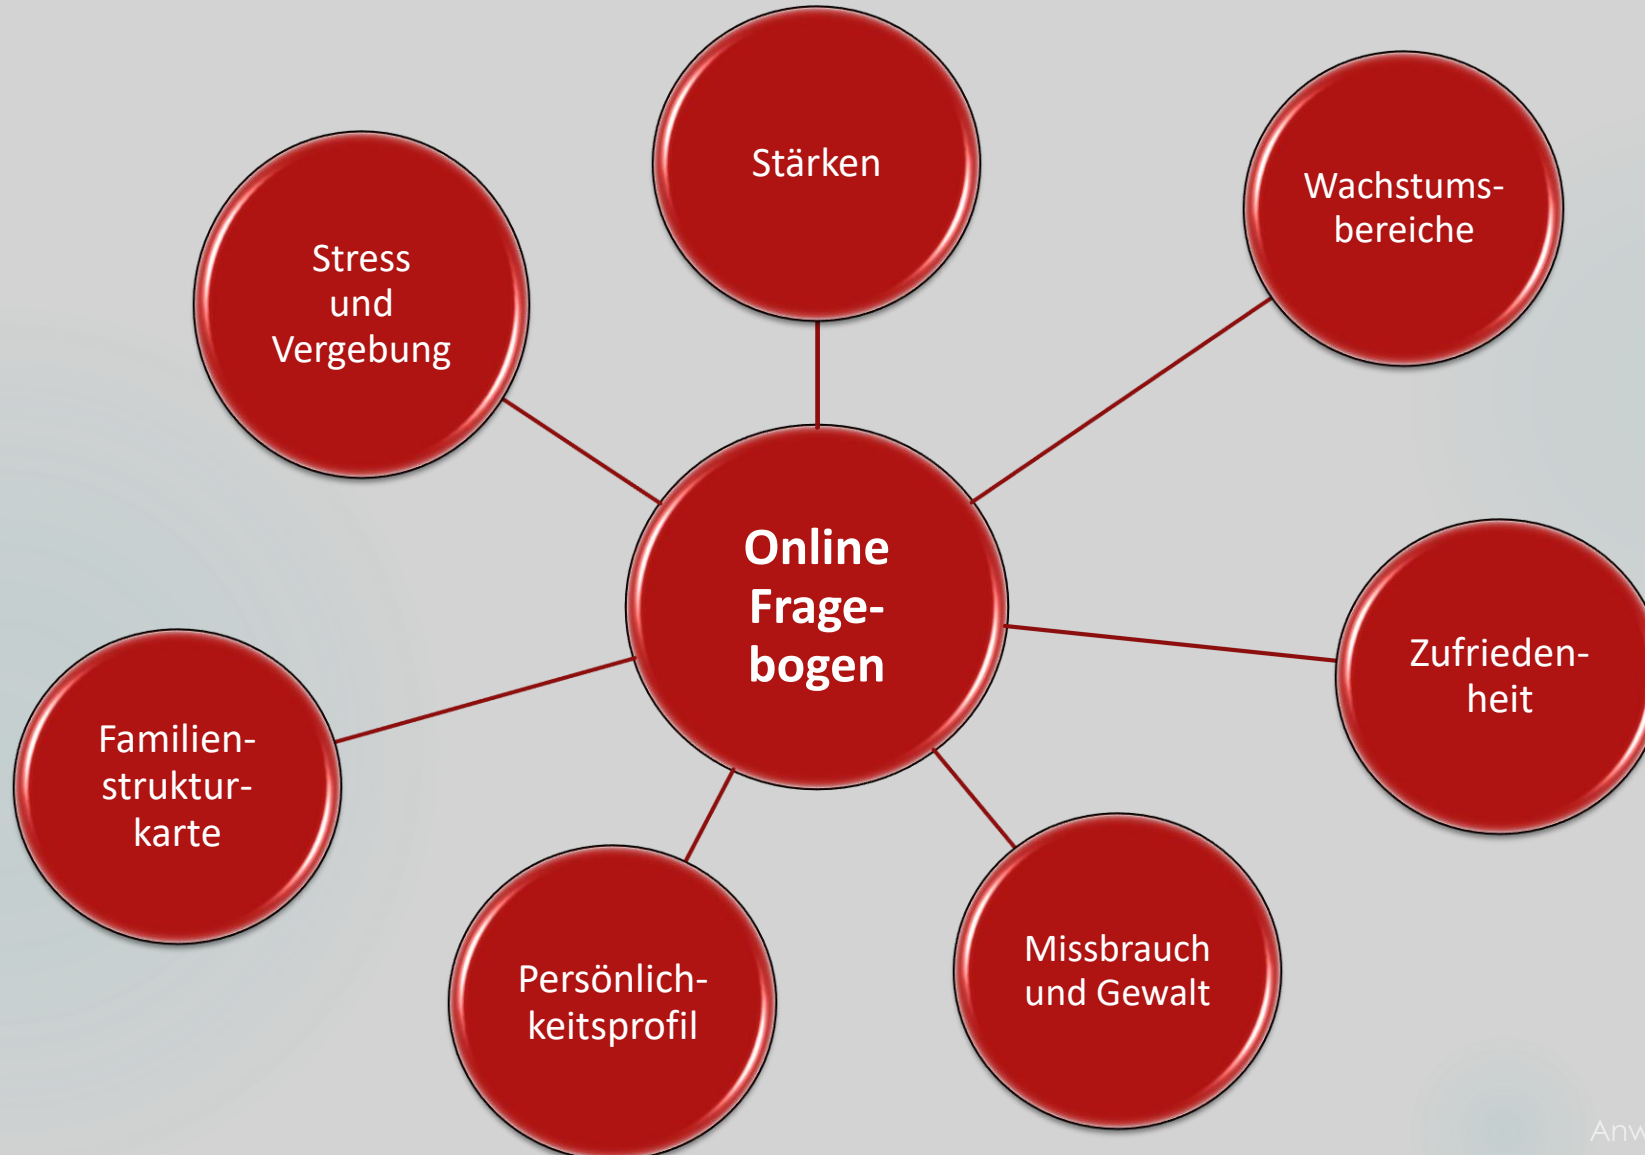 Stärken
Wachstums-
bereiche
Stress
und
Vergebung
Online
Frage-
bogen
Zufrieden-
heit
Familien-
struktur-
karte
Persönlich-
keitsprofil
Missbrauch
und Gewalt
Anw